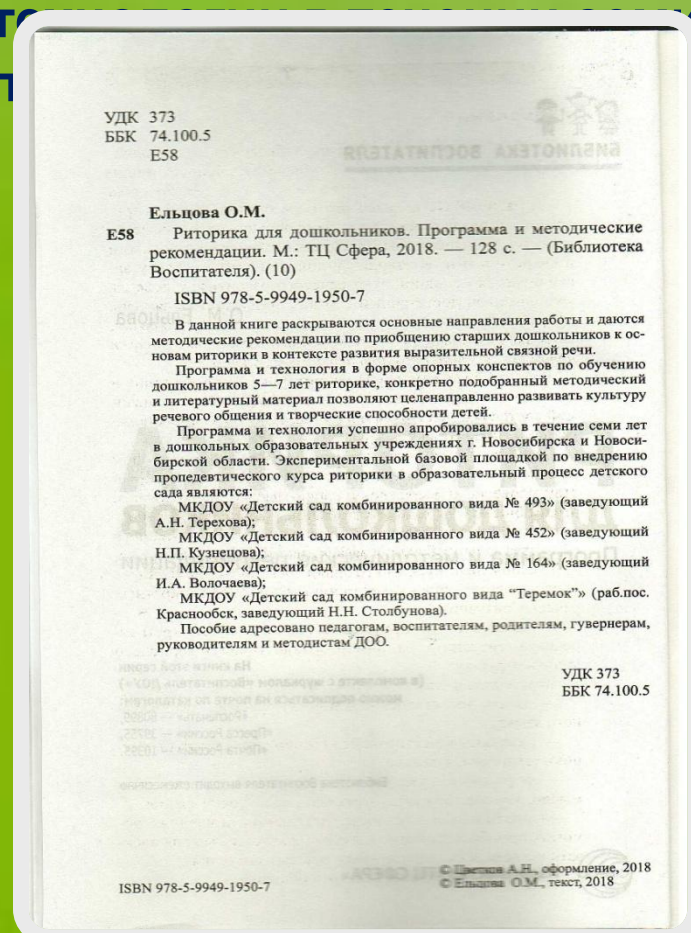 УДК 373
ББК 74.100.5
Е58
Ельцова О.М.
Е58 Риторика для дошкольников. Программа и методические
рекомендации. М.: ТЦ Сфера, 2018. — 128 с. — (Библиотека
Воспитателя). (10)
ISBN 978-5-9949-1950-7
В данной книге раскрываются основные направления работы и даются
методические рекомендации по приобщению старших дошкольников к ос-
новам риторики в контексте развития выразительной связной речи.
Программа и технология в форме опорных конспектов по обучению
дошкольников 5—7 лет риторике, конкретно подобранный методический
и литературный материал позволяют целенаправленно развивать культуру
речевого общения и творческие способности детей.
Программа и технология успешно апробировались в течение семи лет
в дошкольных образовательных учреждениях г. Новосибирска и Новоси-
бирской области. Экспериментальной базовой площадкой по внедрению
пропедевтического курса риторики в образовательный процесс детского
сада являются:
МКДОУ «Детский сад комбинированного вида № 493» (заведующий
А.Н. Терехова);
МКДОУ «Детский сад комбинированного вида № 452» (заведующий
Н.П. Кузнецова);
МКДОУ «Детский сад комбинированного вида № 164» (заведующий
И.А. Волочаева);
МКДОУ «Детский сад комбинированного вида “Теремок”» (раб.пос.
Краснообск, заведующий Н.Н. Столбунова).
Пособие адресовано педагогам, воспитателям, родителям, гувернерам,
руководителям и методистам ДОО.
УДК 373
ББК 74.100.5
© Цветков А.Н., оформление, 2018
ISBN 978-5-9949-1950-7 © Ельцова О.М., текст, 2018